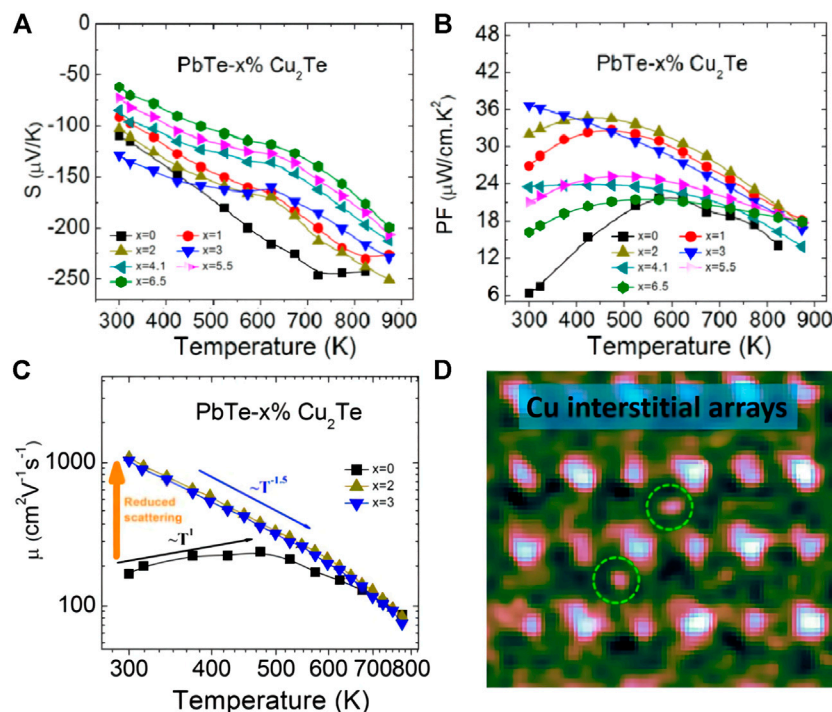 A
PbTe-x% Cu₂Te
S (μV/K)
0
-50
-100
-150
-200
-250
x=0
x=1
x=2
x=3
x=4.1
x=5.5
x=6.5
300 400 500 600 700 800 900
Temperature (K)
B
PbTe-x% Cu₂Te
PF (μW/cm.K²)
48
42
36
30
24
18
12
6
x=0
x=1
x=2
x=3
x=4.1
x=5.5
x=6.5
300 400 500 600 700 800 900
Temperature (K)
C
PbTe-x% Cu₂Te
μ (cm²V⁻¹s⁻¹)
1000
100
x=0
x=2
x=3
~T⁻¹·⁵
Reduced
scattering
~T¹
300 400 500 600 700 800
Temperature (K)
D
Cu interstitial arrays